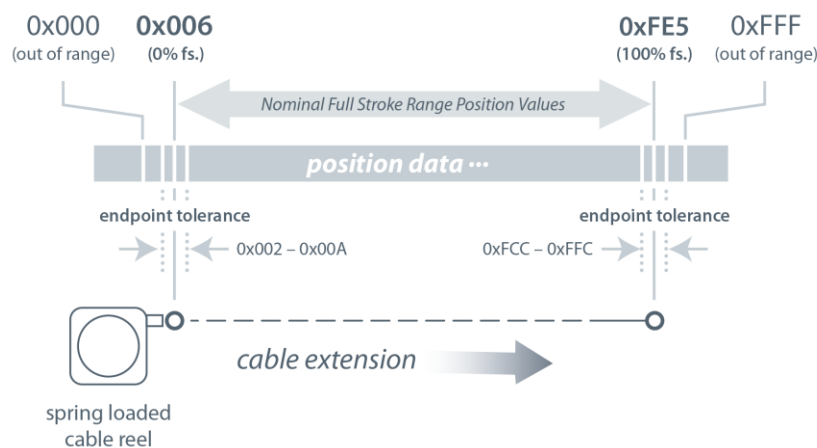 0x000
(out of range)
0x006
(0% fs.)
0xFE5
(100% fs.)
0xFFF
(out of range)
Nominal Full Stroke Range Position Values
position data ···
endpoint tolerance
endpoint tolerance
0x002 – 0x00A
0xFCC – 0xFFC
cable extension
spring loaded
cable reel